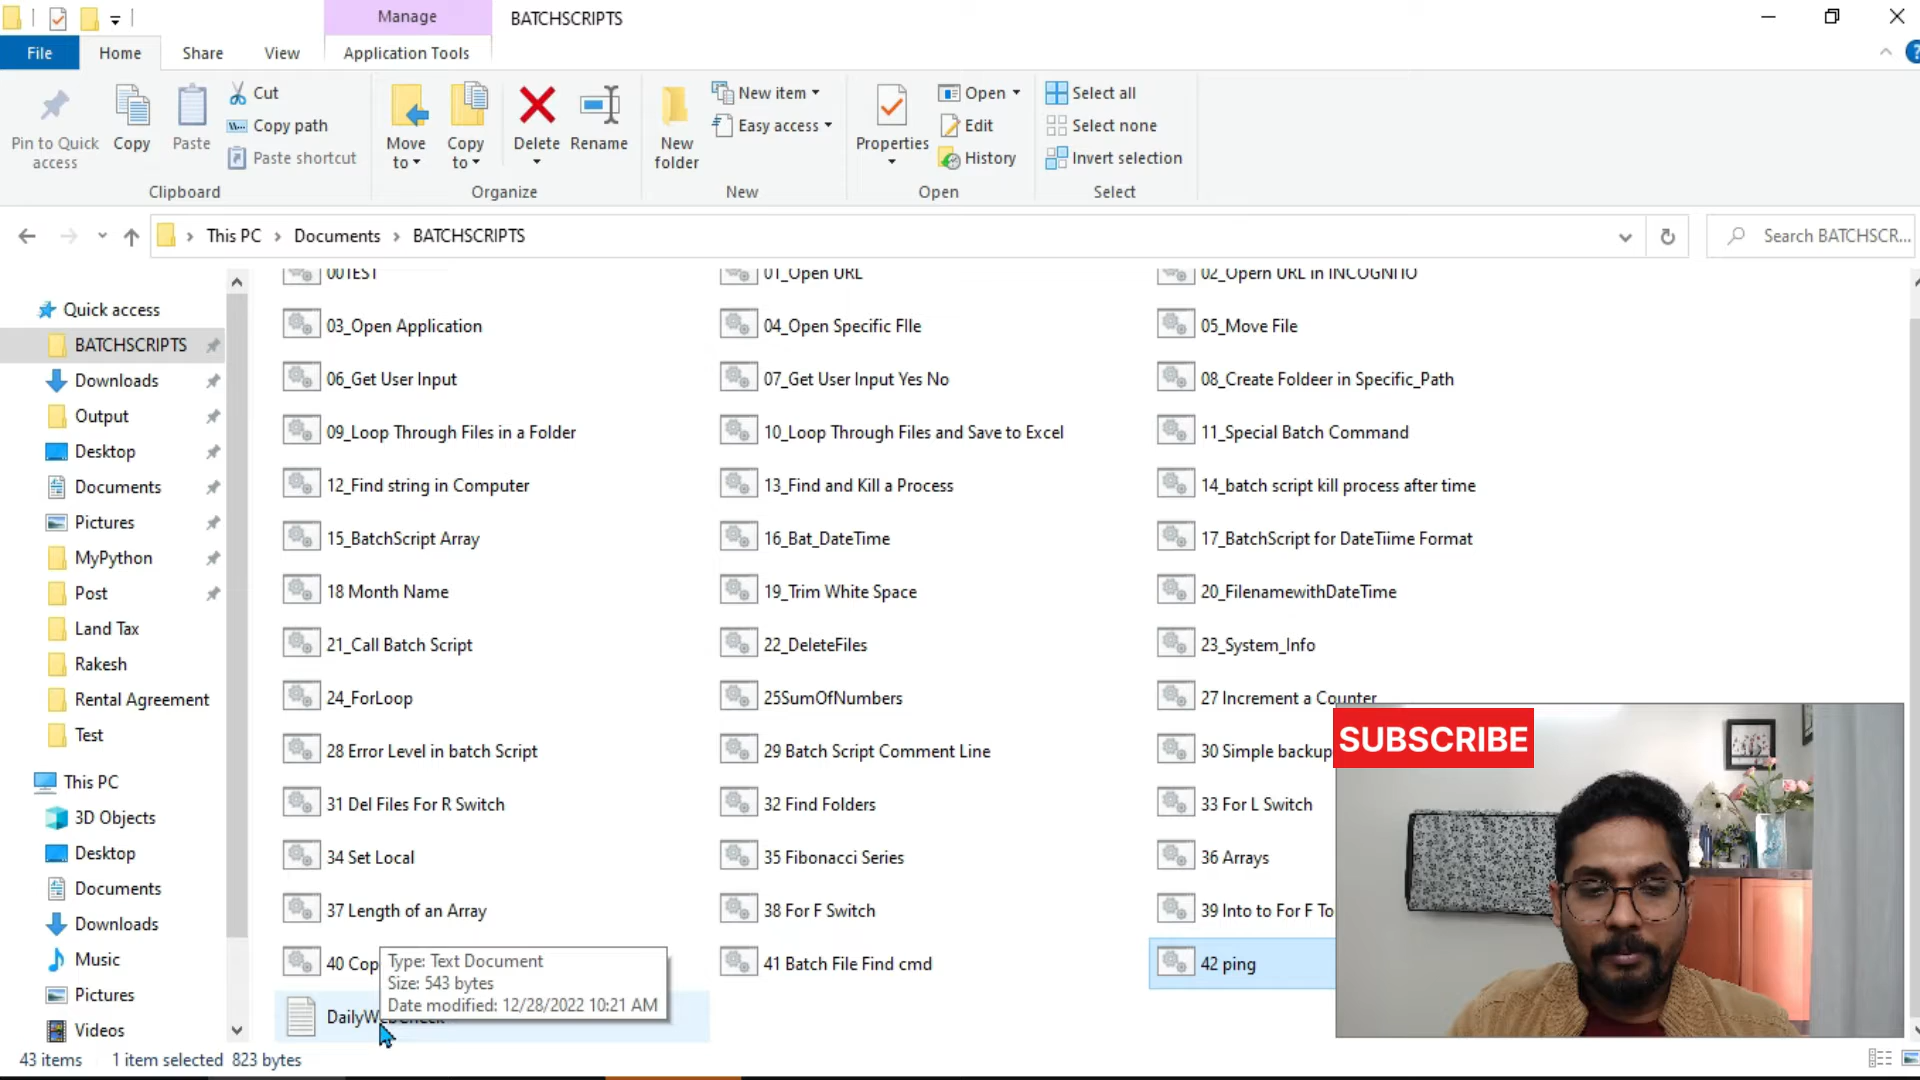 Manage
BATCHSCRIPTS
File
Home
Share
View
Application Tools
Pin to Quick access
Copy
Paste
Cut
Copy path
Paste shortcut
Clipboard
Move to
Copy to
Delete
Rename
Organize
New folder
New item
Easy access
New
Properties
Open
Edit
History
Open
Select all
Select none
Invert selection
Select
This PC
Documents
BATCHSCRIPTS
Search BATCHSCR...
Quick access
BATCHSCRIPTS
Downloads
Output
Desktop
Documents
Pictures
MyPython
Post
Land Tax
Rakesh
Rental Agreement
Test
This PC
3D Objects
Desktop
Documents
Downloads
Music
Pictures
Videos
00TEST
01_Open URL
02_Opern URL in INCOGNITO
03_Open Application
04_Open Specific FIle
05_Move File
06_Get User Input
07_Get User Input Yes No
08_Create Foldeer in Specific_Path
09_Loop Through Files in a Folder
10_Loop Through Files and Save to Excel
11_Special Batch Command
12_Find string in Computer
13_Find and Kill a Process
14_batch script kill process after time
15_BatchScript Array
16_Bat_DateTime
17_BatchScript for DateTiime Format
18 Month Name
19_Trim White Space
20_FilenamewithDateTime
21_Call Batch Script
22_DeleteFiles
23_System_Info
24_ForLoop
25SumOfNumbers
27 Increment a Counter
28 Error Level in batch Script
29 Batch Script Comment Line
30 Simple backup
31 Del Files For R Switch
32 Find Folders
33 For L Switch
34 Set Local
35 Fibonacci Series
36 Arrays
37 Length of an Array
38 For F Switch
39 Into to For F To
40 Cop
41 Batch File Find cmd
42 ping
Type: Text Document
Size: 543 bytes
Date modified: 12/28/2022 10:21 AM
DailyWebCheck
SUBSCRIBE
43 items
1 item selected
823 bytes